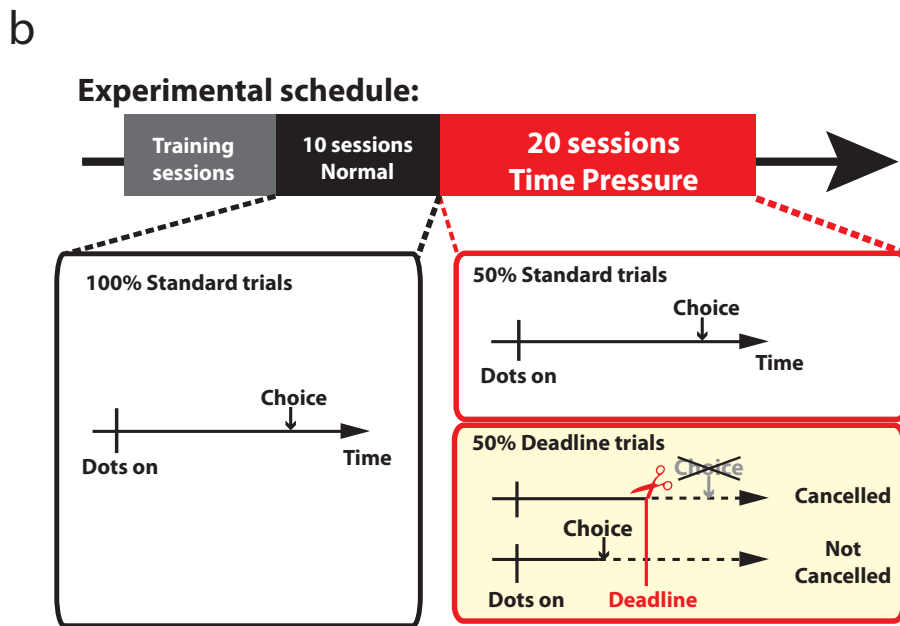 b
Experimental schedule:
Training
sessions
10 sessions
Normal
20 sessions
Time Pressure
100% Standard trials
Choice
Dots on
Time
50% Standard trials
Choice
Dots on
Time
50% Deadline trials
Choice
Cancelled
Choice
Not
Cancelled
Dots on
Deadline